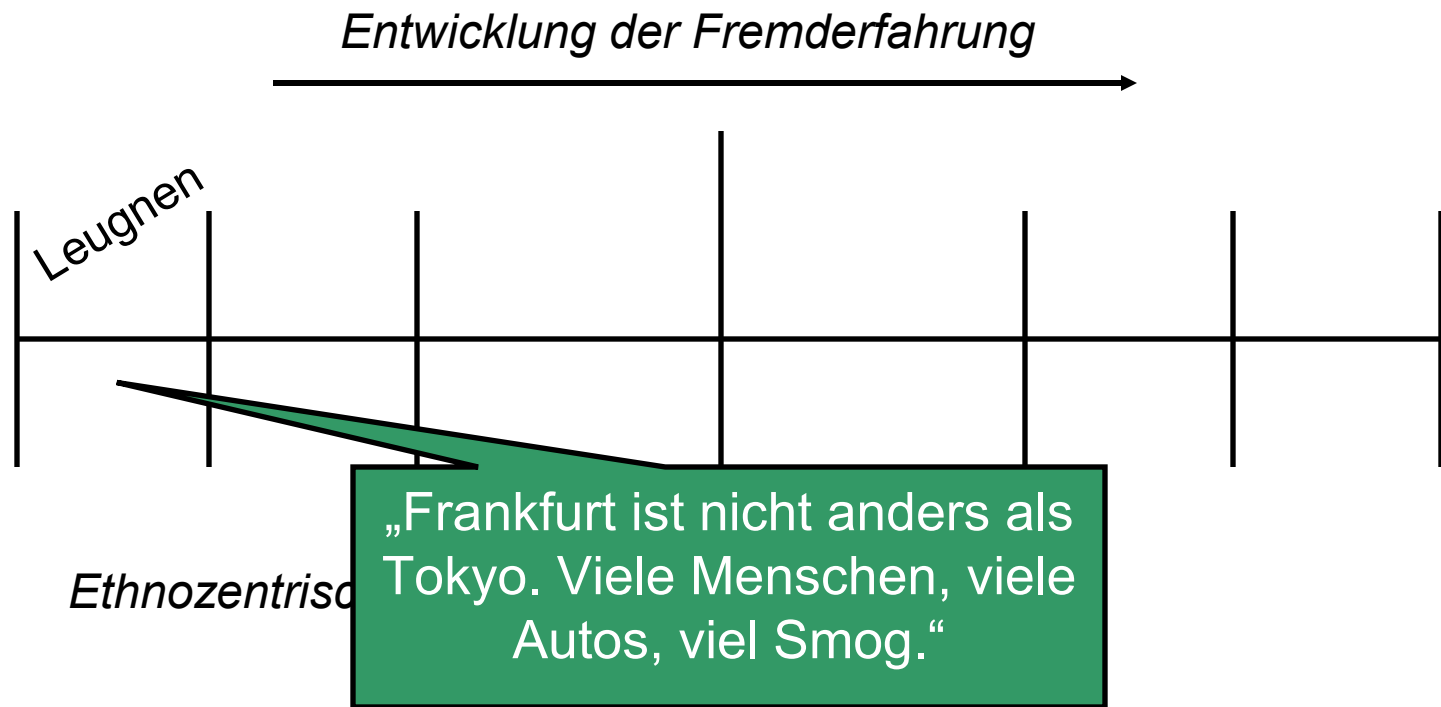 Entwicklung der Fremderfahrung
Leugnen
„Frankfurt ist nicht anders als
Tokyo. Viele Menschen, viele
Autos, viel Smog.“